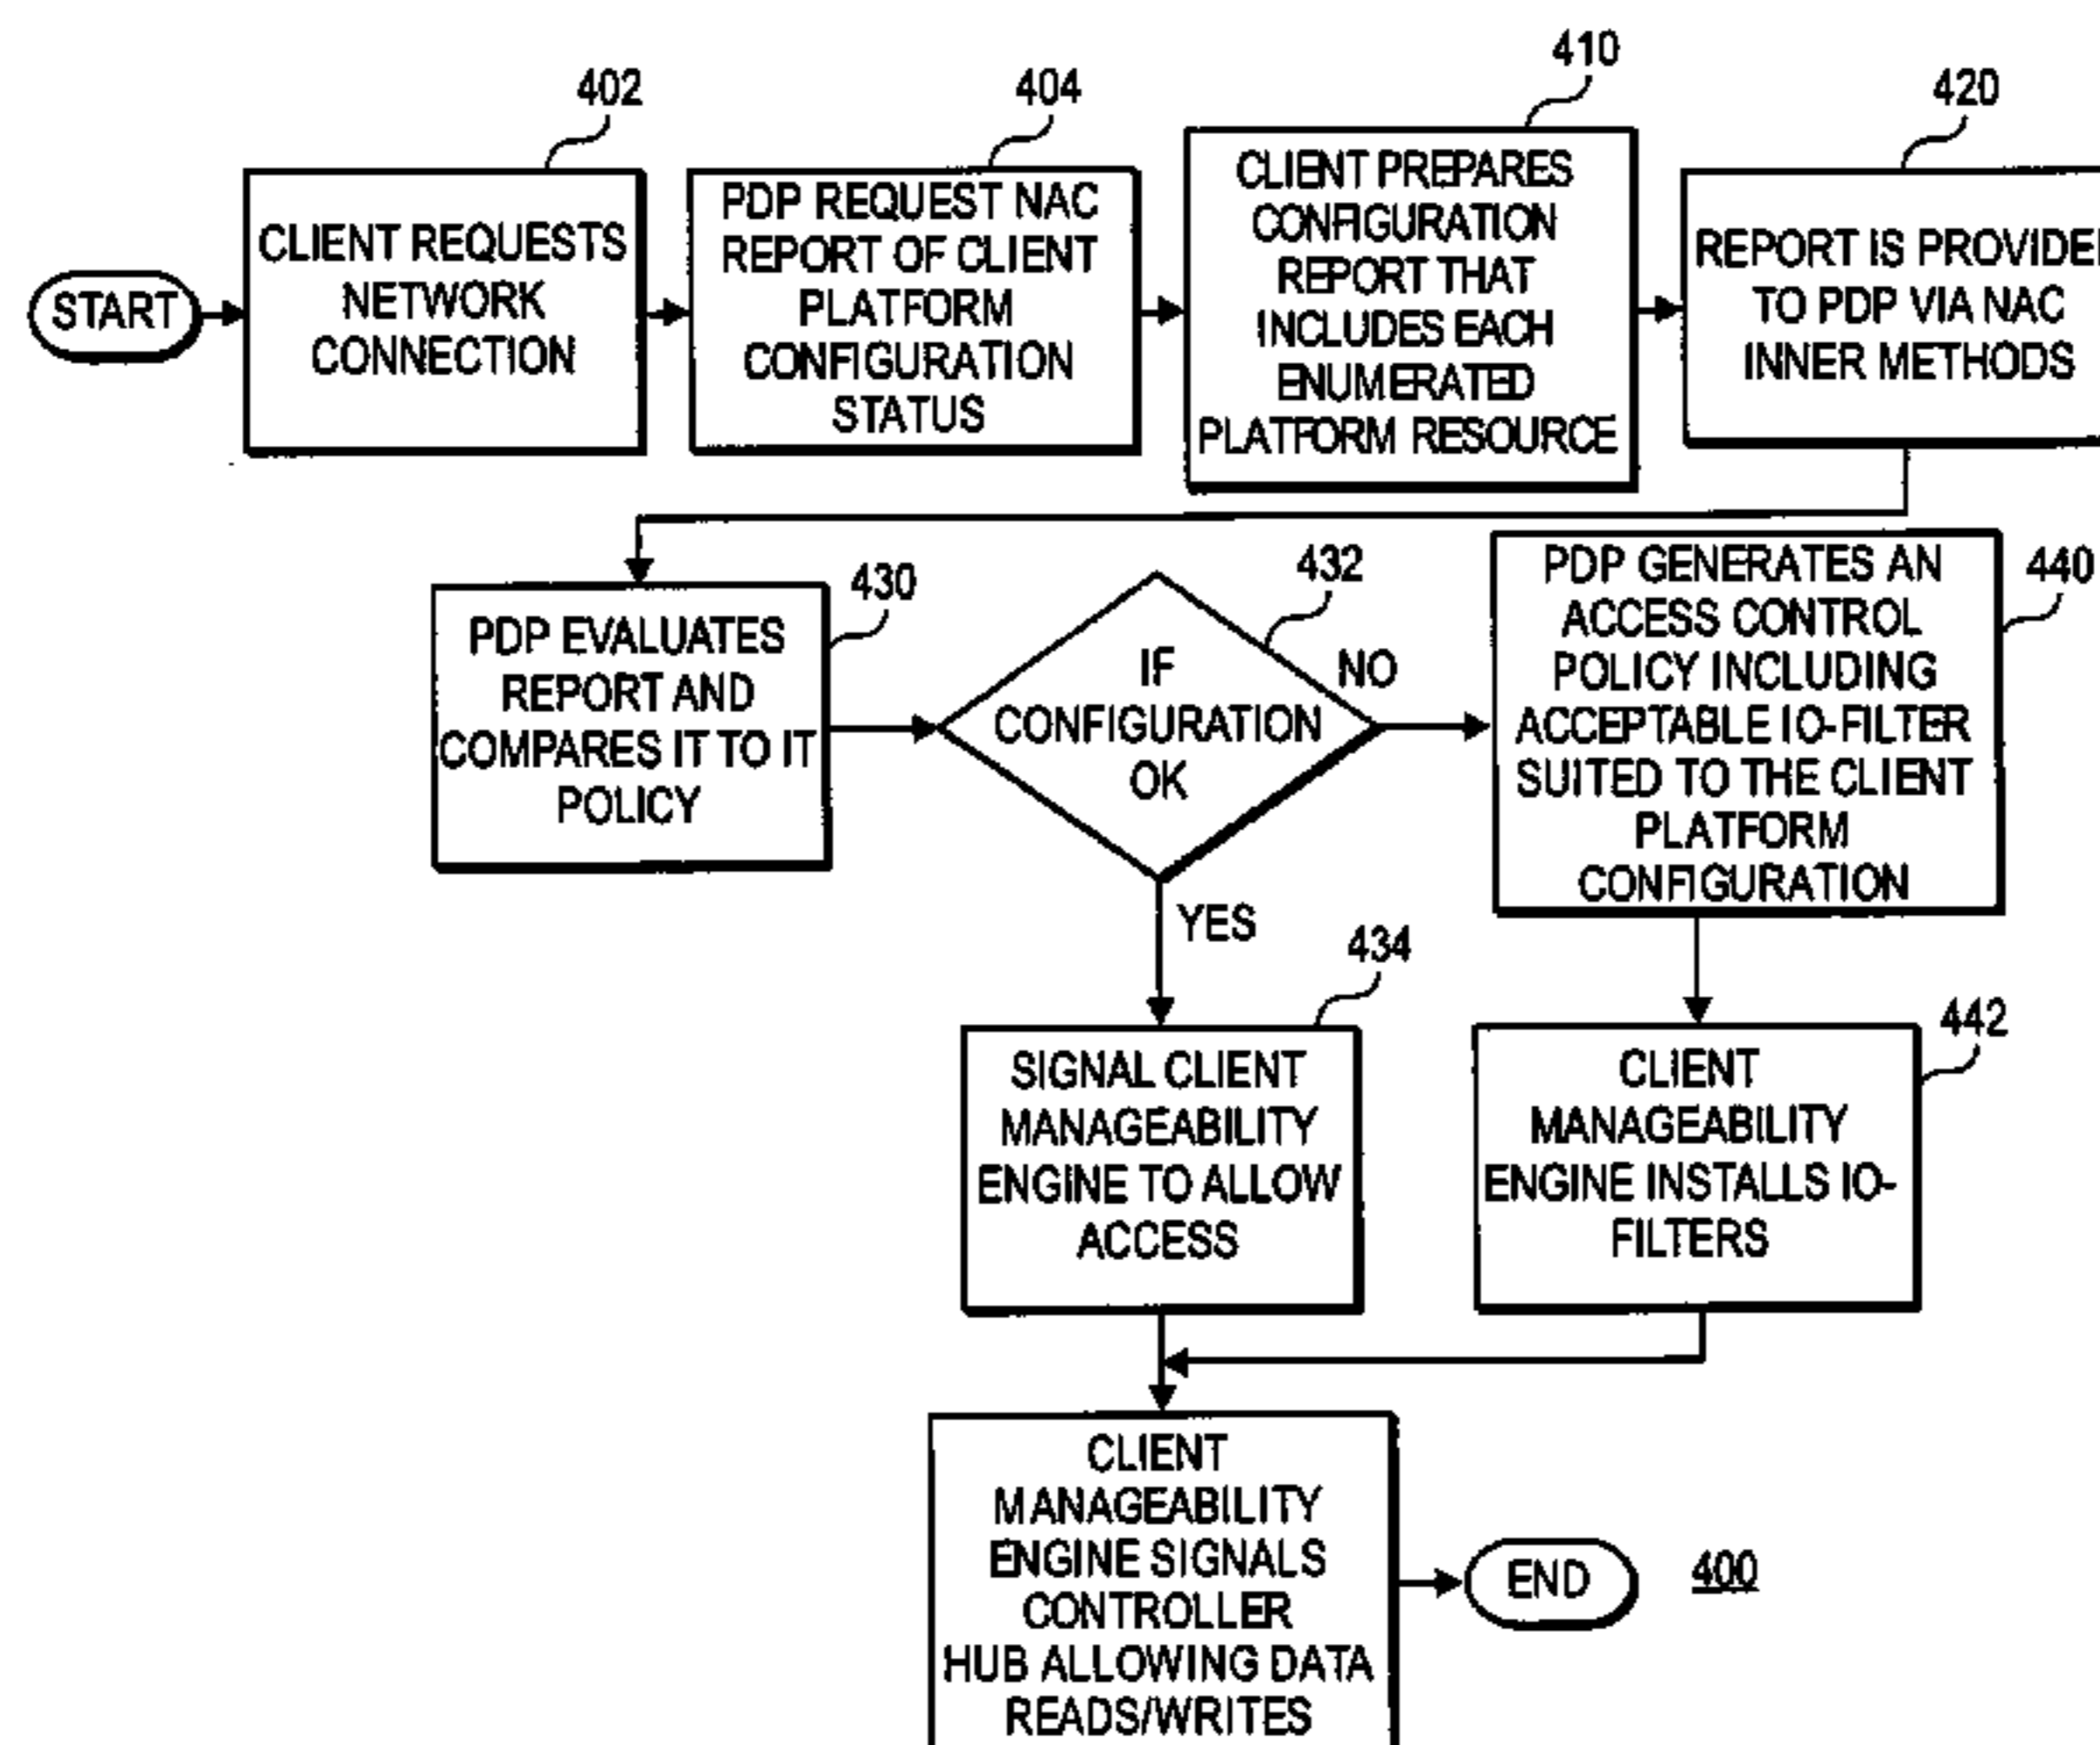 402
404
410
420
START
CLIENT REQUESTS
NETWORK
CONNECTION
PDP REQUEST NAC
REPORT OF CLIENT
PLATFORM
CONFIGURATION
STATUS
CLIENT PREPARES
CONFIGURATION
REPORT THAT
INCLUDES EACH
ENUMERATED
PLATFORM RESOURCE
REPORT IS PROVIDE
TO PDP VIA NAC
INNER METHODS
430
PDP EVALUATES
REPORT AND
COMPARES IT TO IT
POLICY
432
IF
CONFIGURATION
OK
NO
YES
440
PDP GENERATES AN
ACCESS CONTROL
POLICY INCLUDING
ACCEPTABLE IO-FILTER
SUITED TO THE CLIENT
PLATFORM
CONFIGURATION
434
SIGNAL CLIENT
MANAGEABILITY
ENGINE TO ALLOW
ACCESS
442
CLIENT
MANAGEABILITY
ENGINE INSTALLS IO-
FILTERS
CLIENT
MANAGEABILITY
ENGINE SIGNALS
CONTROLLER
HUB ALLOWING DATA
READS/WRITES
END
400